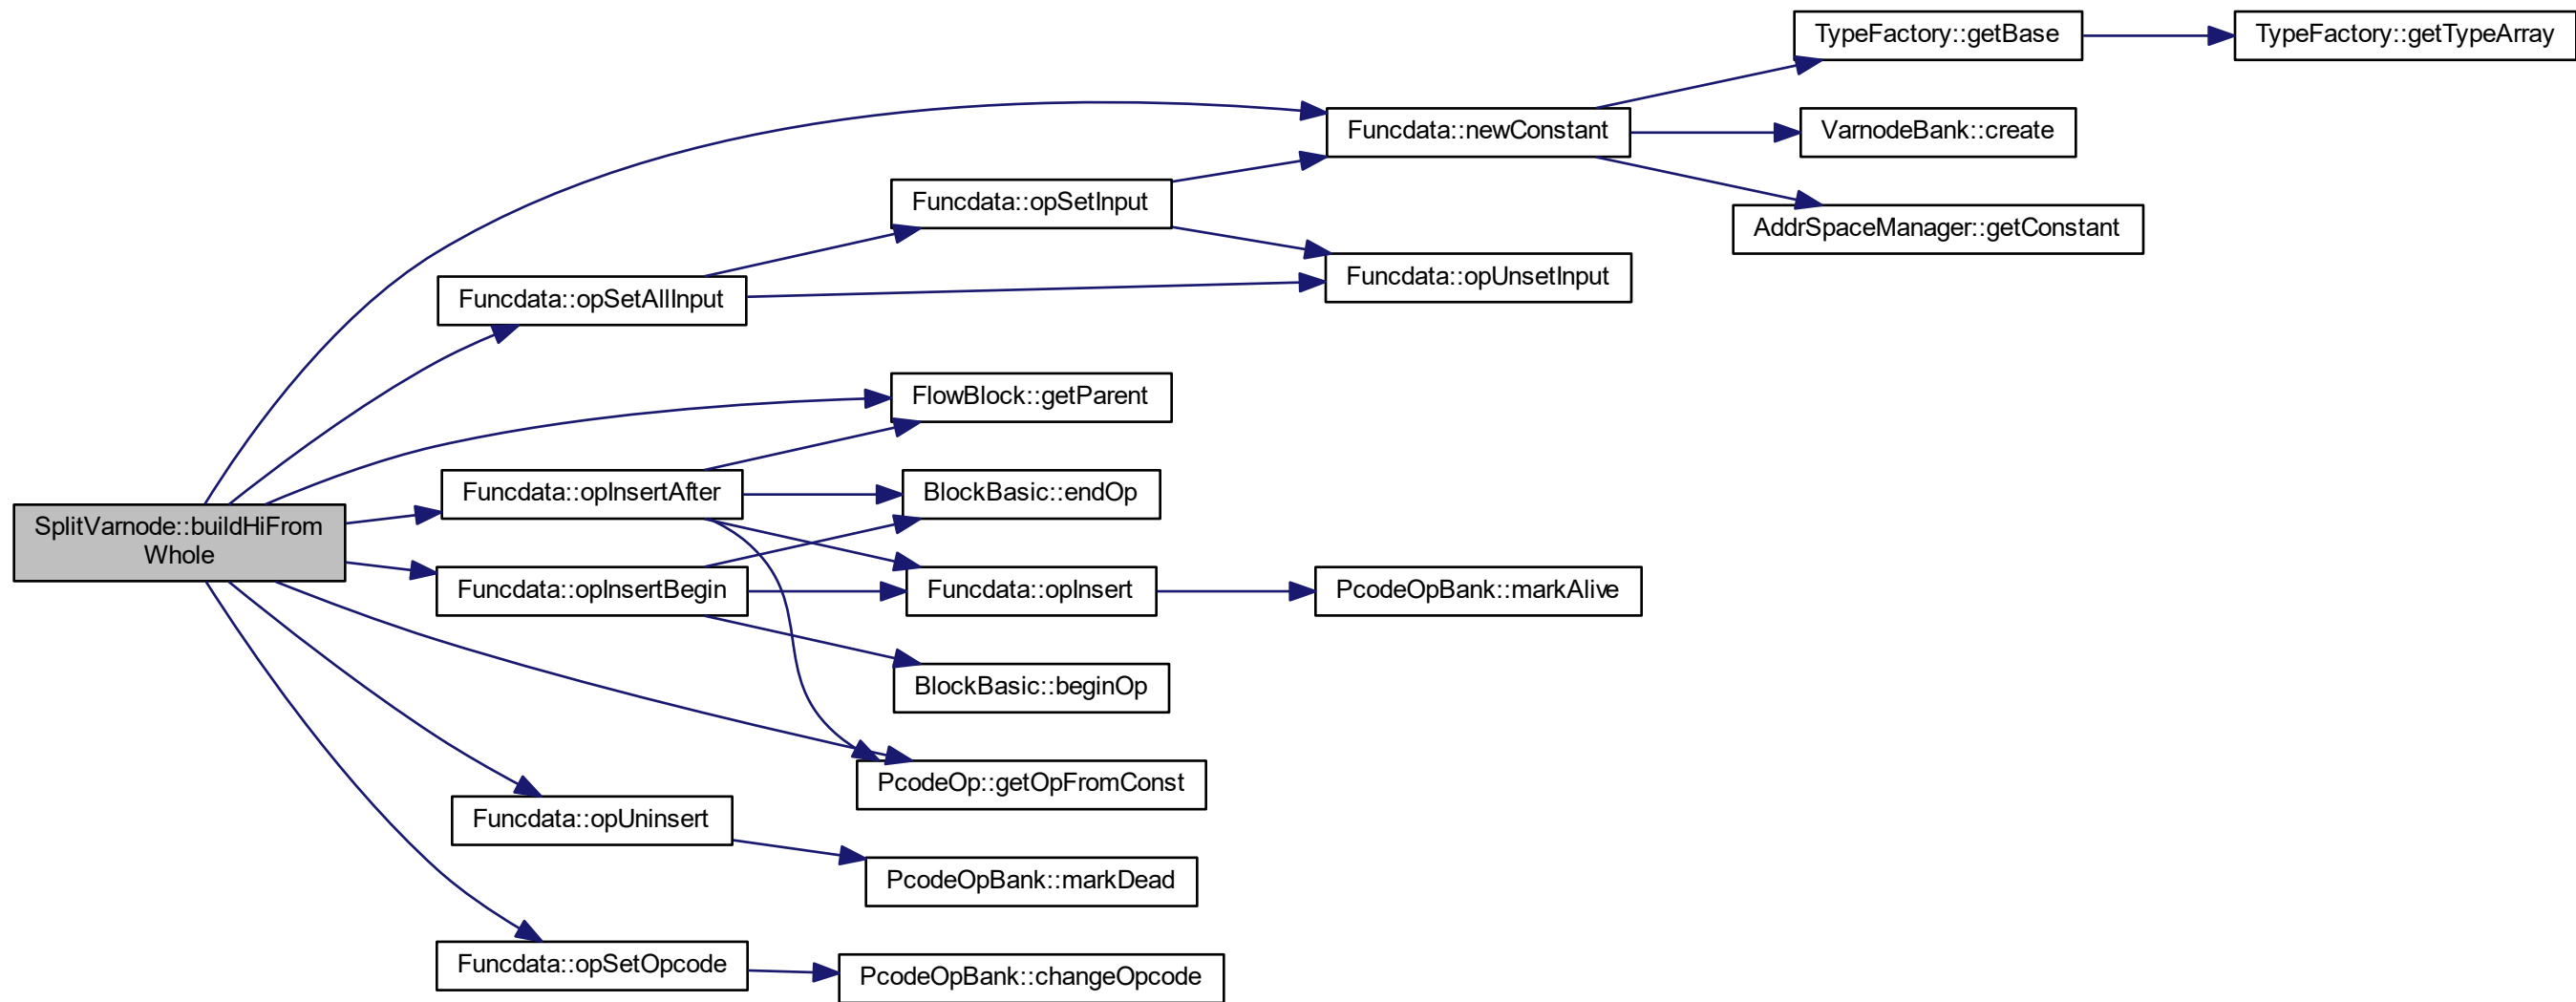 TypeFactory::getBase
TypeFactory::getTypeArray
Funcdata::newConstant
VarnodeBank::create
Funcdata::opSetInput
AddrSpaceManager::getConstant
Funcdata::opSetAllInput
Funcdata::opUnsetInput
FlowBlock::getParent
Funcdata::opInsertAfter
BlockBasic::endOp
SplitVarnode::buildHiFrom
Whole
Funcdata::opInsertBegin
Funcdata::opInsert
PcodeOpBank::markAlive
BlockBasic::beginOp
PcodeOp::getOpFromConst
Funcdata::opUninsert
PcodeOpBank::markDead
Funcdata::opSetOpcode
PcodeOpBank::changeOpcode